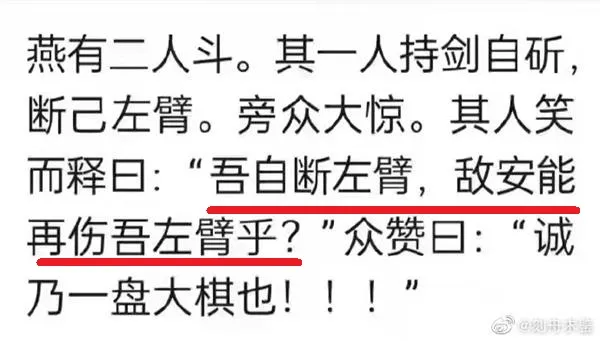 燕有二人斗。其一人持剑自斫，
断己左臂。旁众大惊。其人笑
而释曰：“吾自断左臂，敌安能
再伤吾左臂乎？”众赞曰：“诚
乃一盘大棋也！！！”